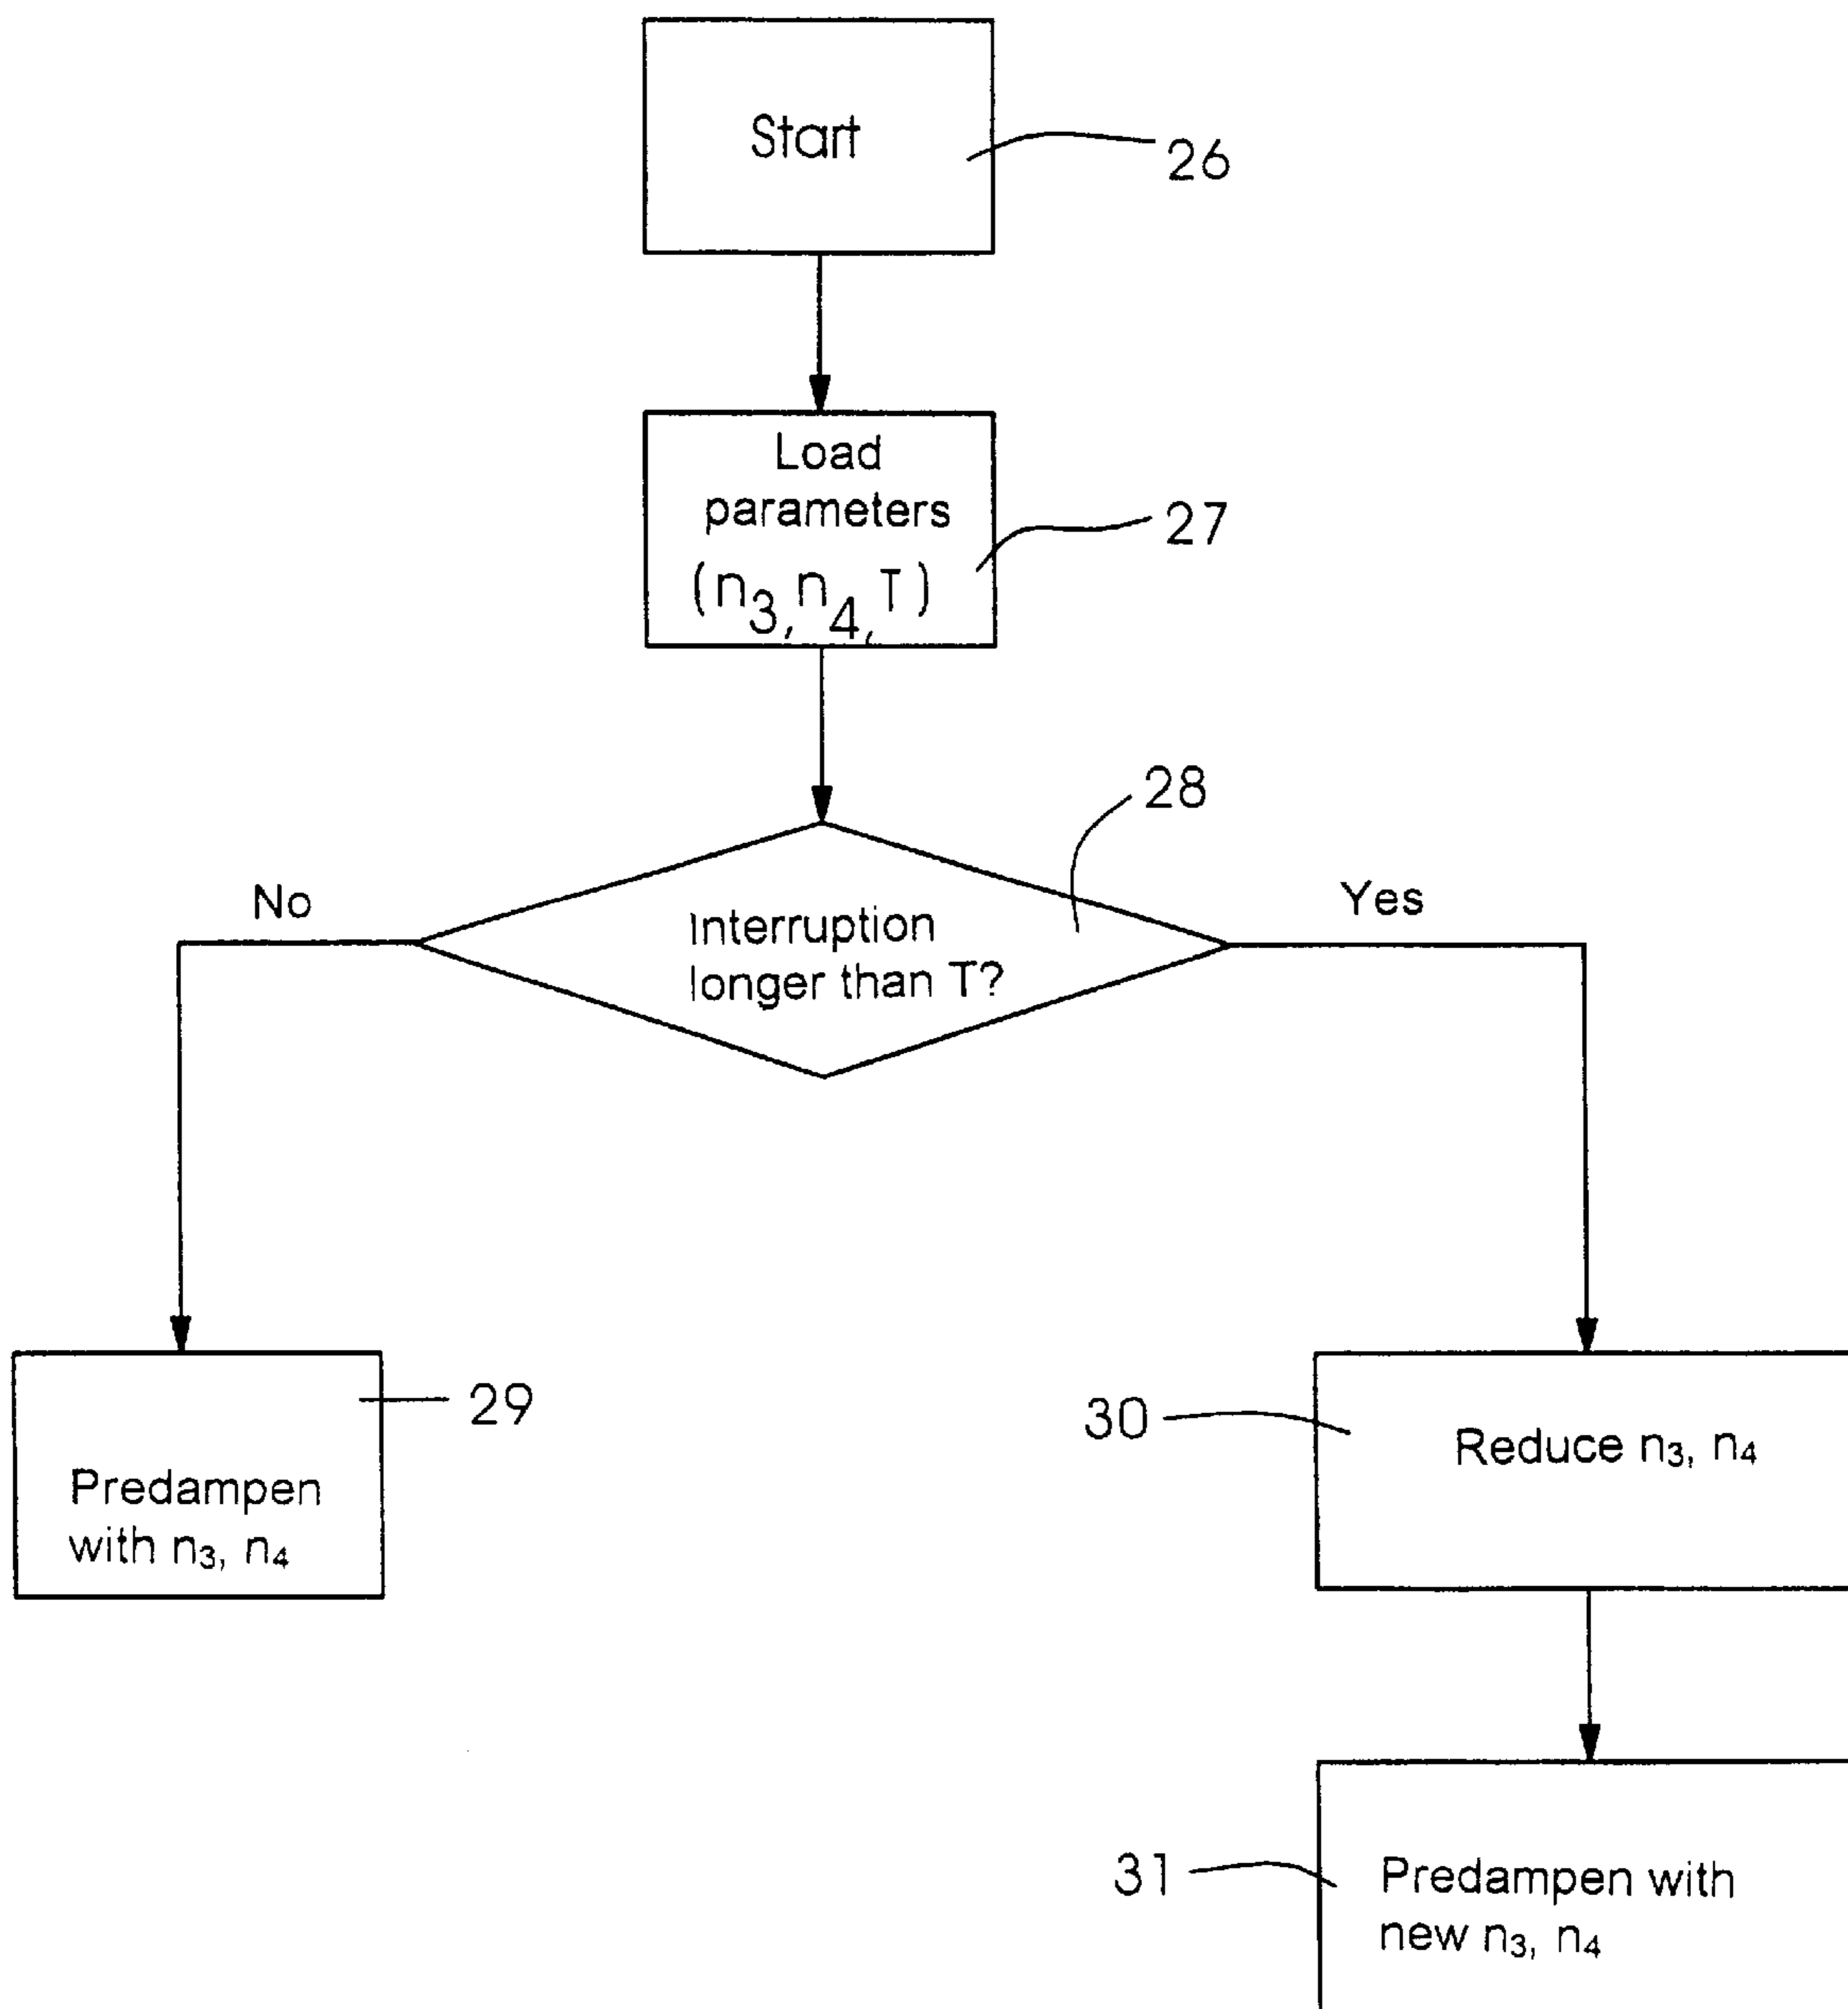 Start
26
Load
parameters
(n₃, n₄, T)
27
28
No
Yes
Interruption
longer than T?
29
Predampen
with n₃, n₄
30
Reduce n₃, n₄
31
Predampen with
new n₃, n₄